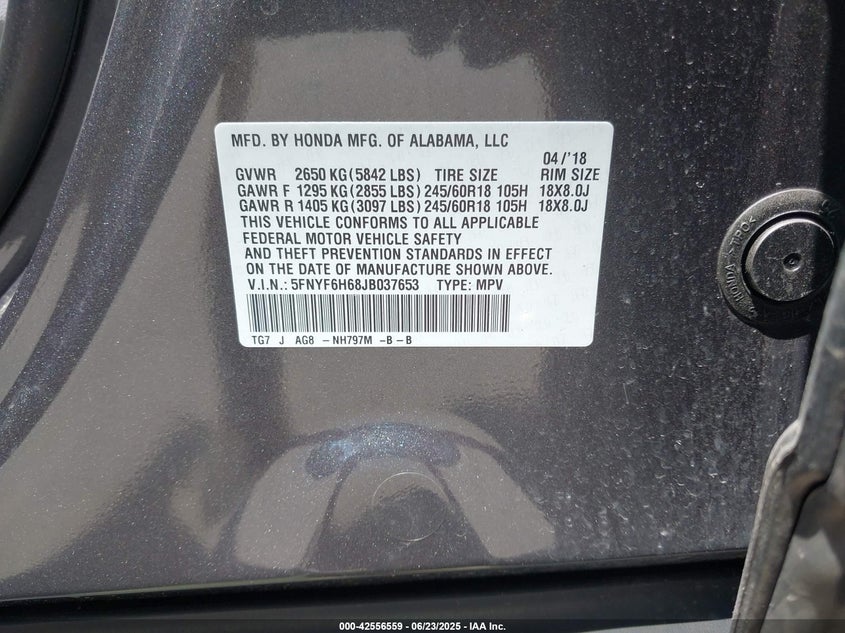 MFD. BY HONDA MFG. OF ALABAMA, LLC
04/'18
GVWR 2650 KG(5842 LBS) TIRE SIZE RIM SIZE
GAWR F 1295 KG(2855 LBS) 245/60R18 105H 18X8.0J
GAWR R 1405 KG(3097 LBS) 245/60R18 105H 18X8.0J
THIS VEHICLE CONFORMS TO ALL APPLICABLE
FEDERAL MOTOR VEHICLE SAFETY
AND THEFT PREVENTION STANDARDS IN EFFECT
ON THE DATE OF MANUFACTURE SHOWN ABOVE.
V.I.N.: 5FNYF6H68JB037653 TYPE: MPV
TG7 J AG8 -NH797M -B-B
000-42556559 | 06/23/2025 | IAA Inc.